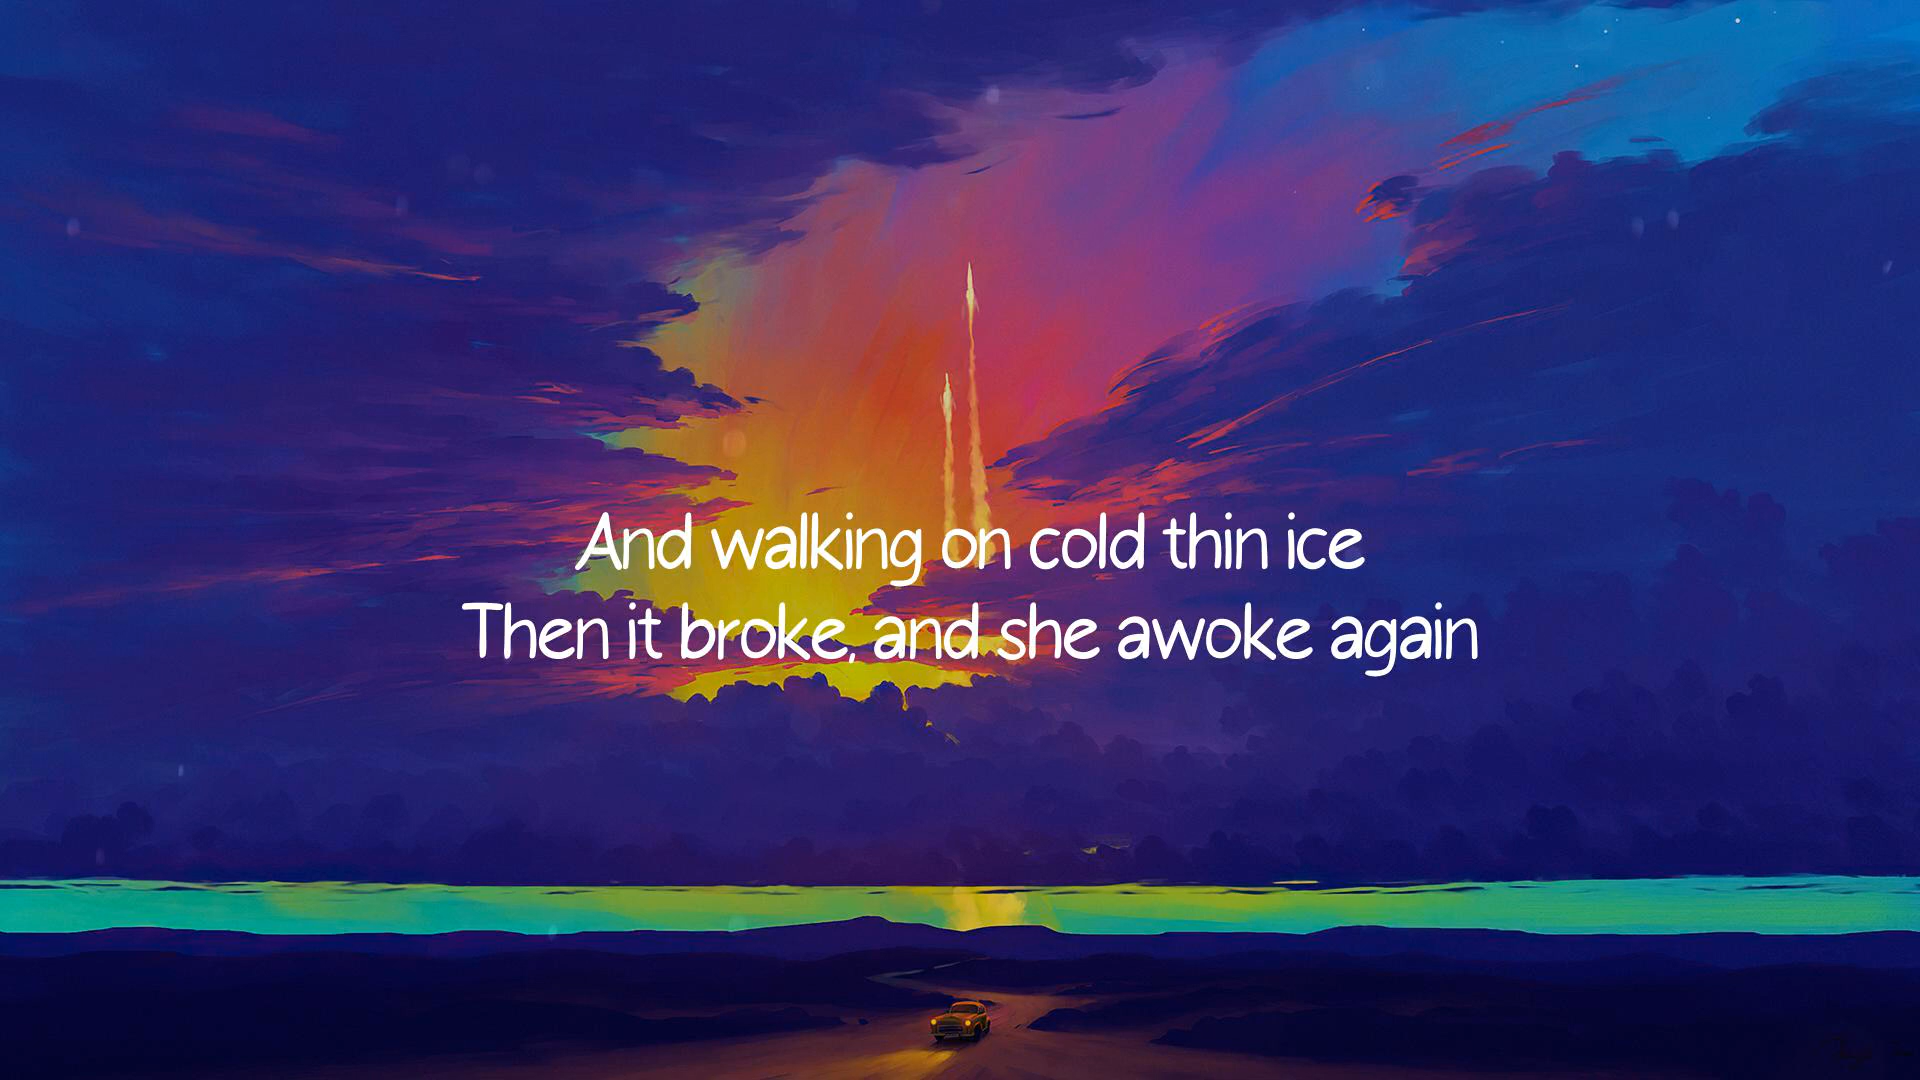 And walking on cold thin ice
Then it broke, and she awoke again